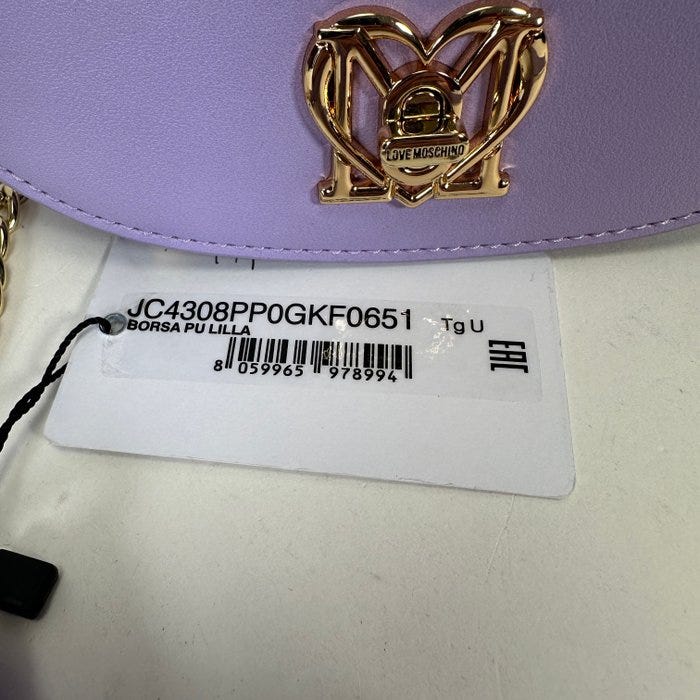 LOVE MOSCHINO
JC4308PP0GKF0651 Tg U
BORSA PU LILLA
8 059965 978994
EAC